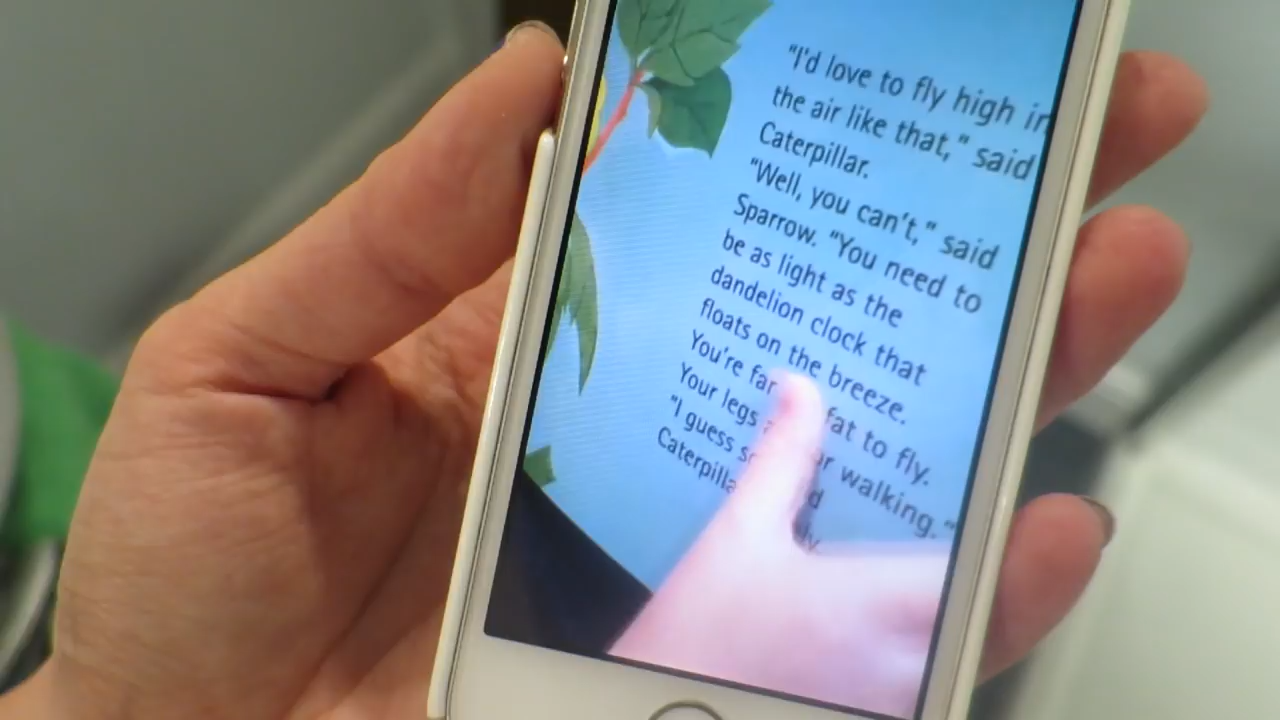 "I'd love to fly high in
the air like that," said
Caterpillar.
"Well, you can't," said
Sparrow. "You need to
be as light as the
dandelion clock that
floats on the breeze.
You're far fat to fly.
Your legs walking."
"I guess